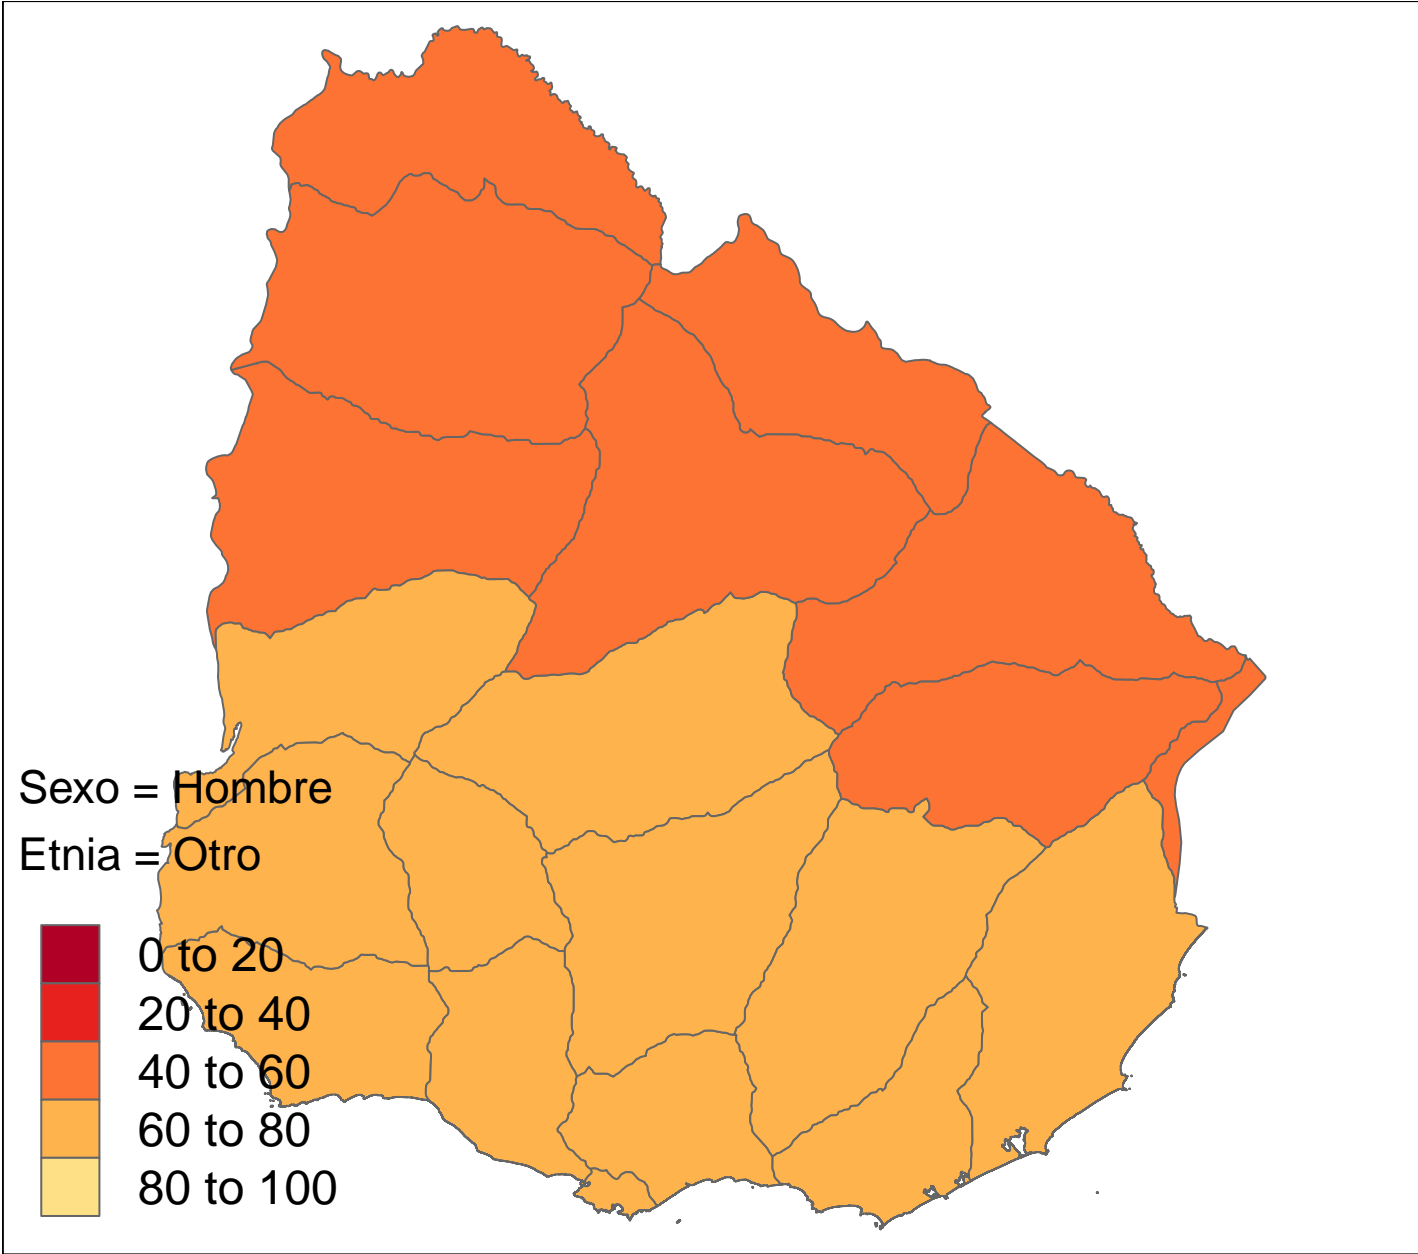 Sexo = Hombre
Etnia = Otro
0 to 20
20 to 40
40 to 60
60 to 80
80 to 100